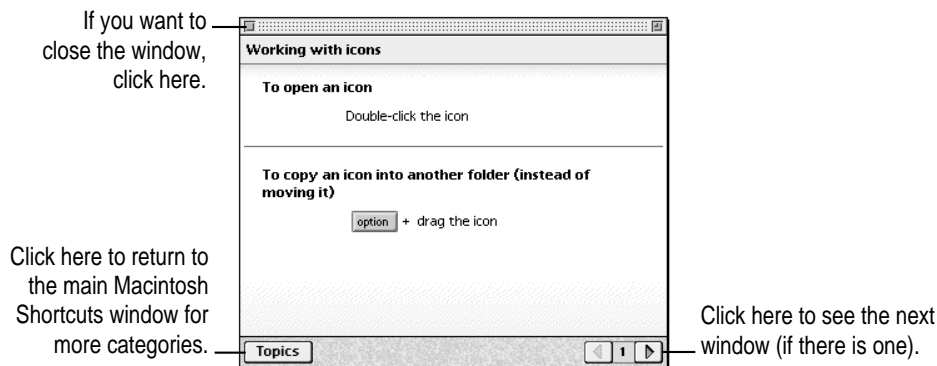 If you want to
close the window,
click here.
Working with icons
To open an icon
Double-click the icon
To copy an icon into another folder (instead of
moving it)
option + drag the icon
Click here to return to
the main Macintosh
Shortcuts window for
more categories.
Topics
1
Click here to see the next
window (if there is one).